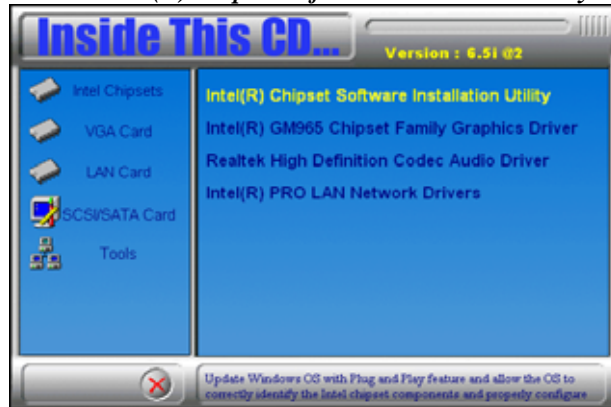 Inside This CD...
Version : 6.5i @2
Intel Chipsets
VGA Card
LAN Card
SCSI/SATA Card
Tools
Intel(R) Chipset Software Installation Utility
Intel(R) GM965 Chipset Family Graphics Driver
Realtek High Definition Codec Audio Driver
Intel(R) PRO LAN Network Drivers
Update Windows OS with Plug and Play feature and allow the OS to
correctly identify the Intel chipset components and properly configure